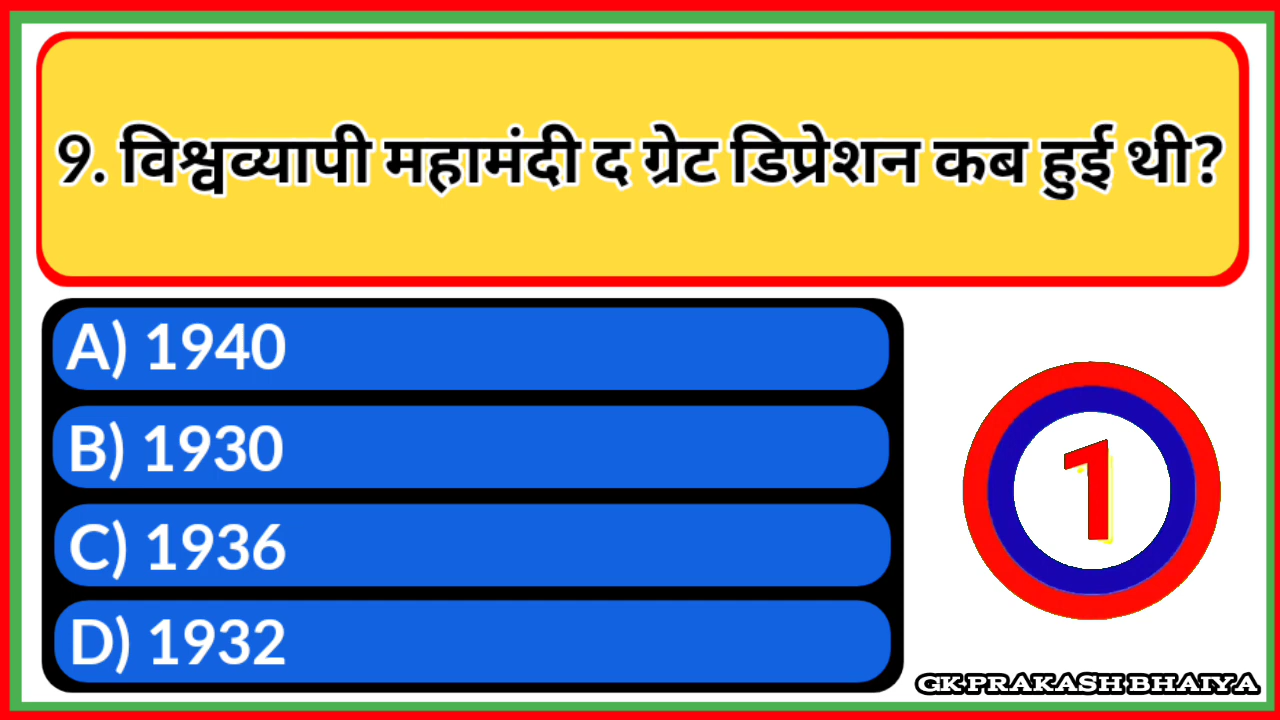 9. विश्वव्यापी महामंदी द ग्रेट डिप्रेशन कब हुई थी?
A) 1940
B) 1930
C) 1936
D) 1932
1
GK PRAKASH BHAIYA